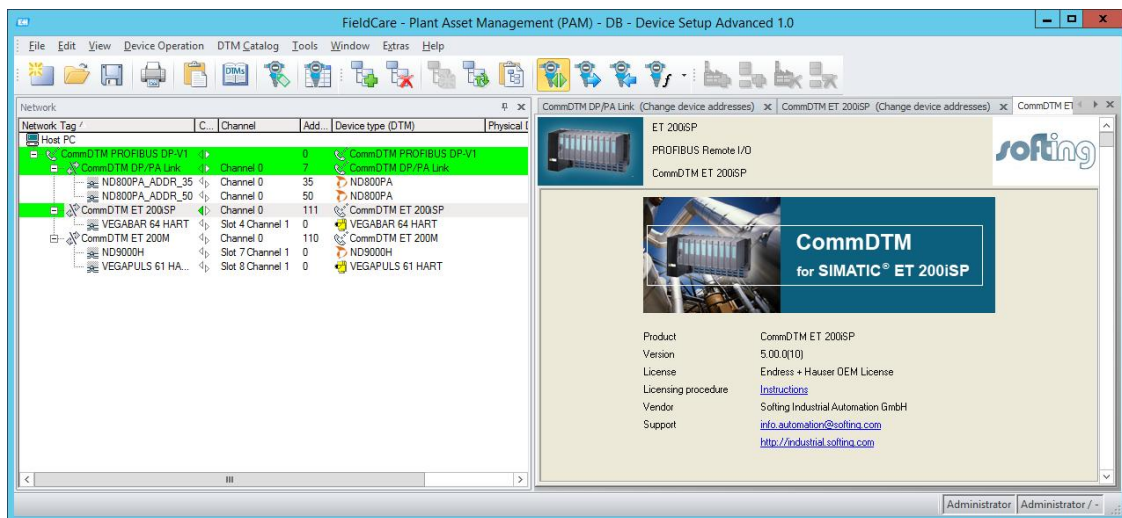 FieldCare - Plant Asset Management (PAM) - DB - Device Setup Advanced 1.0
File Edit View Device Operation DTM Catalog Tools Window Extras Help
DTMs
Network
CommDTM DP/PA Link (Change device addresses) CommDTM ET 200iSP (Change device addresses) CommDTM ET
Network Tag / C... Channel Add... Device type (DTM) Physical
Host PC
CommDTM PROFIBUS DP-V1 0 CommDTM PROFIBUS DP-V1
CommDTM DP/PA Link Channel 0 7 CommDTM DP/PA Link
ND800PA_ADDR_35 Channel 0 35 ND800PA
ND800PA_ADDR_50 Channel 0 50 ND800PA
CommDTM ET 200iSP Channel 0 111 CommDTM ET 200iSP
VEGABAR 64 HART Slot 4 Channel 1 0 VEGABAR 64 HART
CommDTM ET 200M Channel 0 110 CommDTM ET 200M
ND9000H Slot 7 Channel 1 0 ND9000H
VEGAPULS 61 HA... Slot 8 Channel 1 0 VEGAPULS 61 HART
ET 200iSP
PROFIBUS Remote I/O
CommDTM ET 200iSP
softing
CommDTM
for SIMATIC® ET 200iSP
Product CommDTM ET 200iSP
Version 5.00.0(10)
License Endress + Hauser OEM License
Licensing procedure Instructions
Vendor Softing Industrial Automation GmbH
Support info.automation@softing.com
http://industrial.softing.com
Administrator Administrator / -